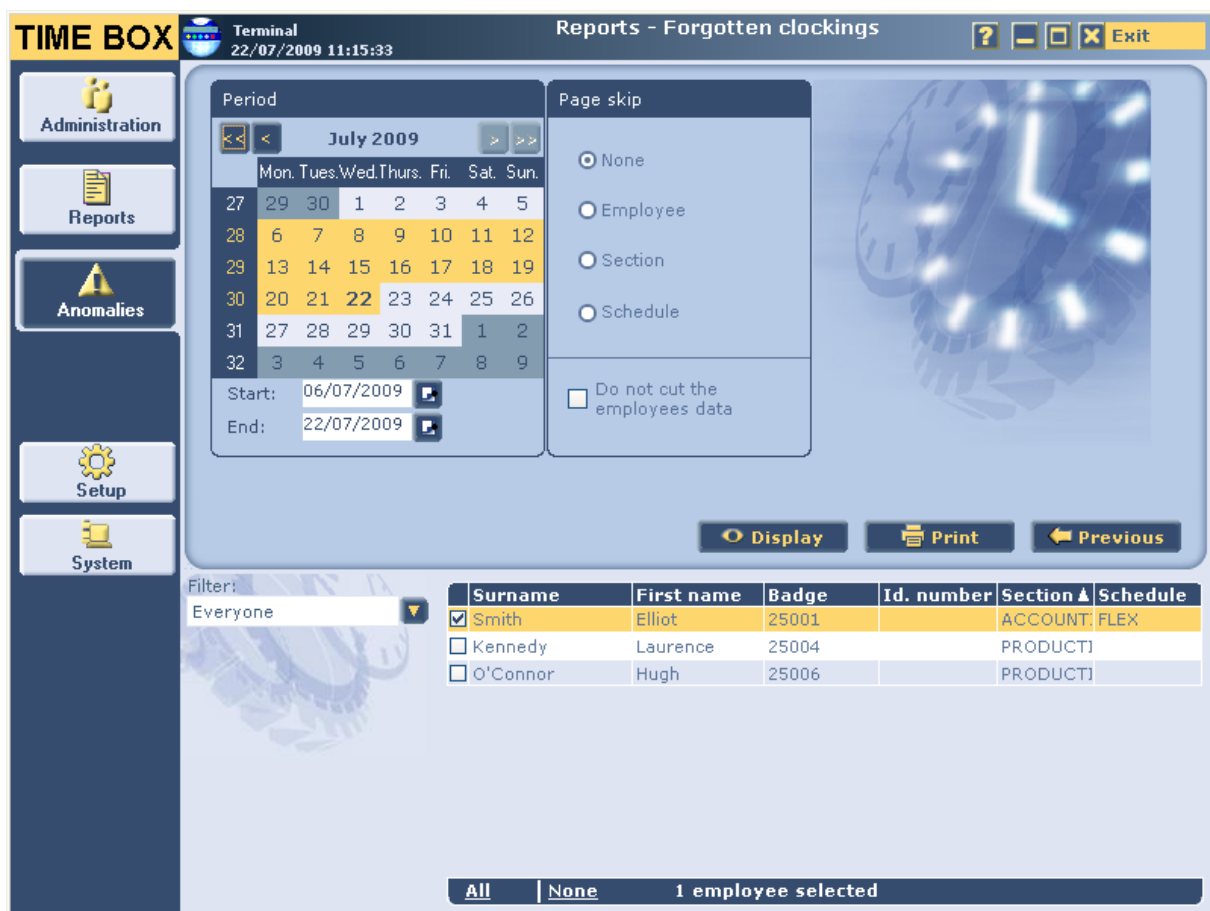 TIME BOX
Terminal
22/07/2009 11:15:33
Reports - Forgotten clockings
?
Exit
Administration
Reports
Anomalies
Setup
System
Period
<< < July 2009 > >>
Mon. Tues. Wed. Thurs. Fri. Sat. Sun.
27 29 30 1 2 3 4 5
28 6 7 8 9 10 11 12
29 13 14 15 16 17 18 19
30 20 21 22 23 24 25 26
31 27 28 29 30 31 1 2
32 3 4 5 6 7 8 9
Start: 06/07/2009
End: 22/07/2009
Page skip
None
Employee
Section
Schedule
Do not cut the
employees data
Display
Print
Previous
Filter:
Everyone
Surname First name Badge Id. number Section Schedule
Smith Elliot 25001 ACCOUNT FLEX
Kennedy Laurence 25004 PRODUCTI
O'Connor Hugh 25006 PRODUCTI
All None 1 employee selected